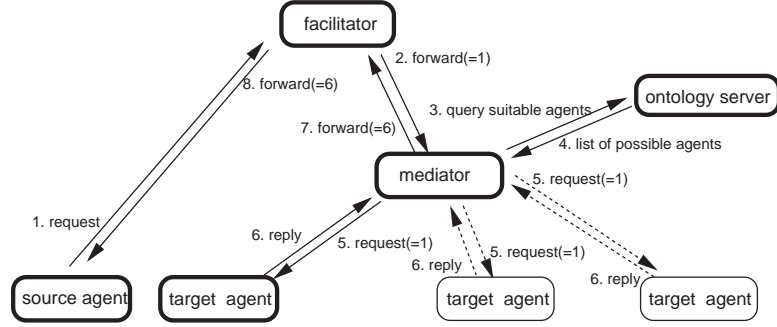 facilitator
2. forward(=1)
8. forward(=6)
3. query suitable agents
ontology server
7. forward(=6)
4. list of possible agents
mediator
5. request(=1)
1. request
6. reply
5. request(=1)
5. request(=1)
6. reply
6. reply
source agent
target agent
target agent
target agent